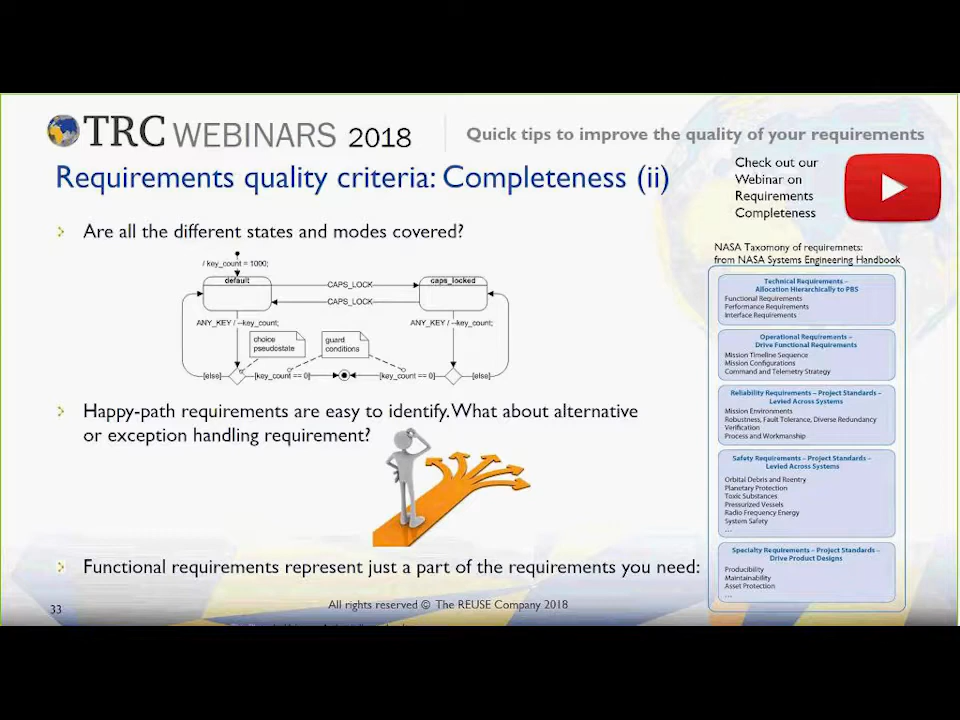 TRC WEBINARS 2018
Quick tips to improve the quality of your requirements
Requirements quality criteria: Completeness (ii)
Check out our
Webinar on
Requirements
Completeness
Are all the different states and modes covered?
/ key_count = 1000;
default
caps_locked
CAPS_LOCK
CAPS_LOCK
ANY_KEY / --key_count;
ANY_KEY / --key_count;
choice
pseudostate
guard
conditions
[else]
[key_count == 0]
[key_count == 0]
[else]
Happy-path requirements are easy to identify. What about alternative
or exception handling requirement?
Functional requirements represent just a part of the requirements you need:
NASA Taxomony of requiremnets:
from NASA Systems Engineering Handbook
Technical Requirements –
Allocation Hierarchically to PBS
Functional Requirements
Performance Requirements
Interface Requirements
Operational Requirements –
Drive Functional Requirements
Mission Timeline Sequence
Mission Configurations
Command and Telemetry Strategy
Reliability Requirements – Project Standards –
Levied Across Systems
Mission Environments
Robustness, Fault Tolerance, Diverse Redundancy
Verification
Process and Workmanship
Safety Requirements – Project Standards –
Levied Across Systems
Orbital Debris and Reentry
Planetary Protection
Toxic Substances
Pressurized Vessels
Radio Frequency Energy
System Safety
...
Specialty Requirements – Project Standards –
Drive Product Designs
Producibility
Maintainability
Asset Protection
...
33
All rights reserved © The REUSE Company 2018